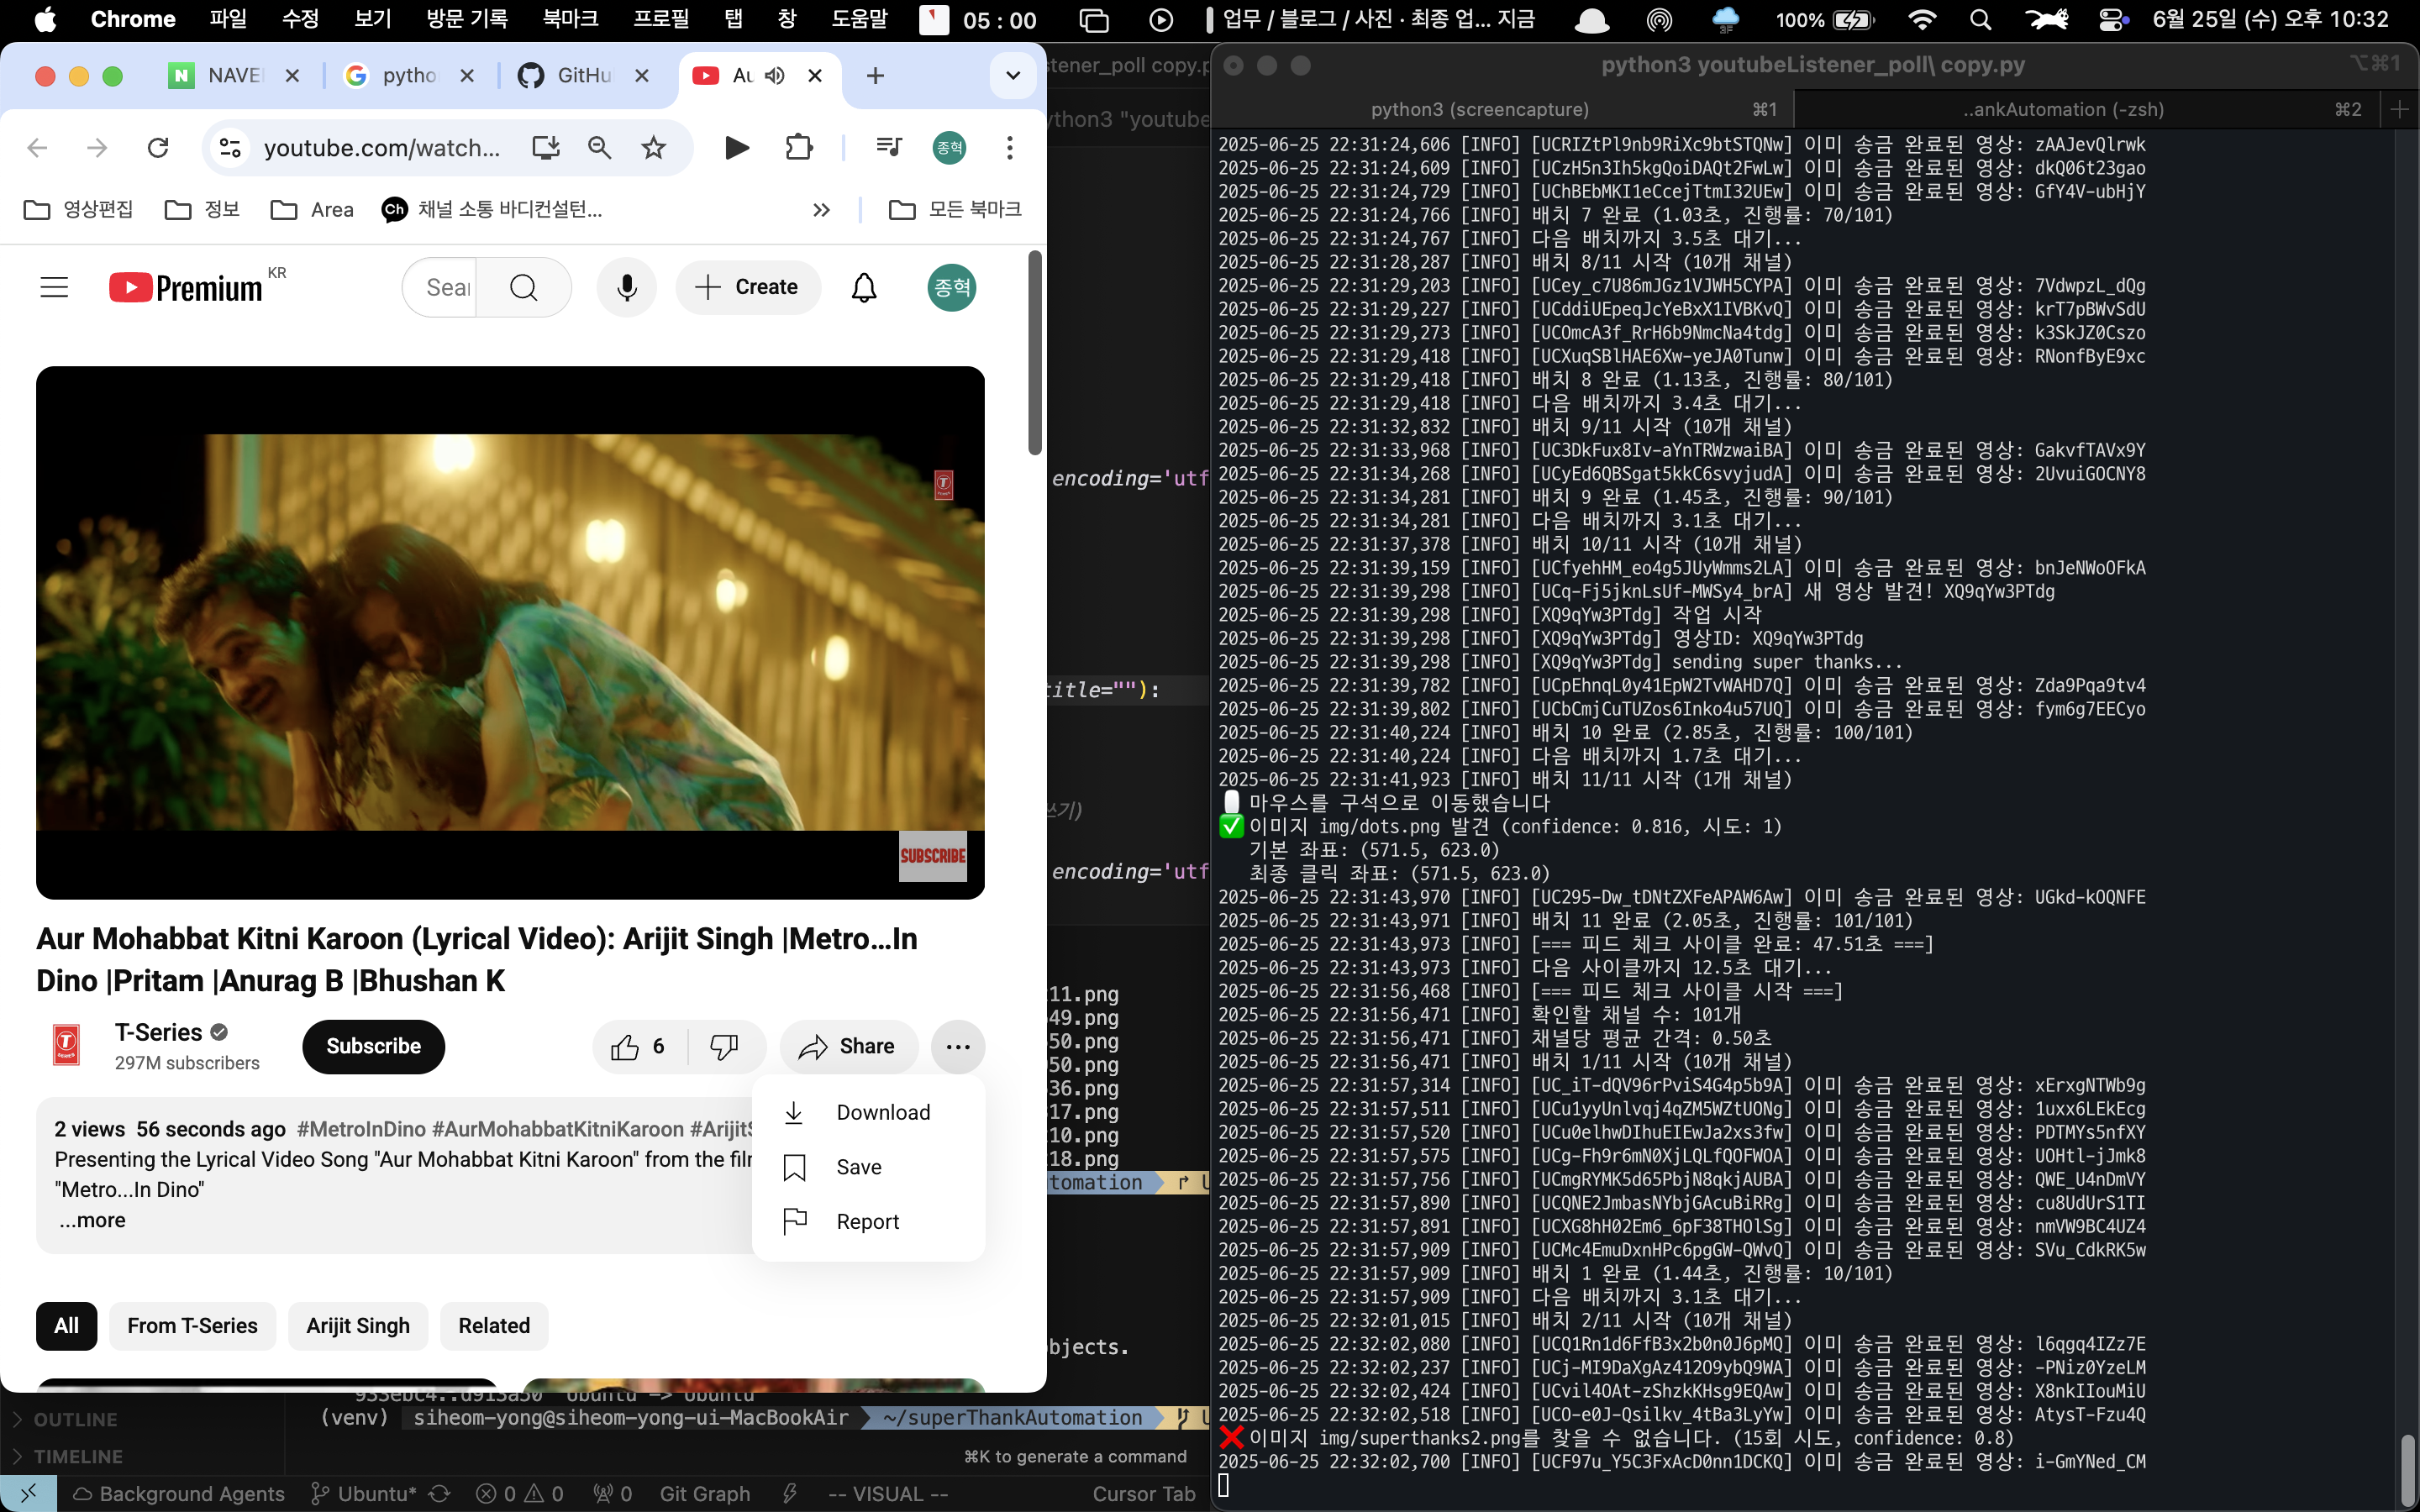 Chrome 파일 수정 보기 방문 기록 북마크 프로필 탭 창 도움말 05 : 00 업무 / 블로그 / 사진 · 최종 업... 지금 3F 100% 6월 25일 (수) 오후 10:32
NAVE
pytho
GitHu
Au
youtube.com/watch...
종혁
영상편집 정보 Area Ch 채널 소통 바디컨설턴... 모든 북마크
Premium KR
Sear
Create
종혁
SUBSCRIBE
Aur Mohabbat Kitni Karoon (Lyrical Video): Arijit Singh |Metro...In
Dino |Pritam |Anurag B |Bhushan K
T-Series
297M subscribers
Subscribe
6
Share
Download
Save
Report
2 views 56 seconds ago #MetroInDino #AurMohabbatKitniKaroon #ArijitS
Presenting the Lyrical Video Song "Aur Mohabbat Kitni Karoon" from the film
"Metro...In Dino"
...more
All From T-Series Arijit Singh Related
stener_poll copy.p
ython3 "youtube
encoding='utf
title=""):
쓰기)
encoding='utf
11.png
49.png
50.png
50.png
36.png
17.png
10.png
18.png
tomation
bjects.
933ebc4..d913a50 Ubuntu -> Ubuntu
(venv) siheom-yong@siheom-yong-ui-MacBookAir ~/superThankAutomation
⌘K to generate a command
OUTLINE
TIMELINE
Background Agents Ubuntu* 0 0 0 Git Graph -- VISUAL -- Cursor Tab
python3 youtubeListener_poll\ copy.py ⌥⌘1
python3 (screencapture) ⌘1 ..ankAutomation (-zsh) ⌘2
2025-06-25 22:31:24,606 [INFO] [UCRIZtPl9nb9RiXc9btSTQNw] 이미 송금 완료된 영상: zAAJevQlrwk
2025-06-25 22:31:24,609 [INFO] [UCzH5n3Ih5kgQoiDAQt2FwLw] 이미 송금 완료된 영상: dkQ06t23gao
2025-06-25 22:31:24,729 [INFO] [UChBEbMKI1eCcejTtmI32UEw] 이미 송금 완료된 영상: GfY4V-ubHjY
2025-06-25 22:31:24,766 [INFO] 배치 7 완료 (1.03초, 진행률: 70/101)
2025-06-25 22:31:24,767 [INFO] 다음 배치까지 3.5초 대기...
2025-06-25 22:31:28,287 [INFO] 배치 8/11 시작 (10개 채널)
2025-06-25 22:31:29,203 [INFO] [UCey_c7U86mJGz1VJWH5CYPA] 이미 송금 완료된 영상: 7VdwpzL_dQg
2025-06-25 22:31:29,227 [INFO] [UCddiUEpeqJcYeBxX1IVBKvQ] 이미 송금 완료된 영상: krT7pBWvSdU
2025-06-25 22:31:29,273 [INFO] [UCOmcA3f_RrH6b9NmcNa4tdg] 이미 송금 완료된 영상: k3SkJZ0Cszo
2025-06-25 22:31:29,418 [INFO] [UCXuqSBlHAE6Xw-yeJA0Tunw] 이미 송금 완료된 영상: RNonfByE9xc
2025-06-25 22:31:29,418 [INFO] 배치 8 완료 (1.13초, 진행률: 80/101)
2025-06-25 22:31:29,418 [INFO] 다음 배치까지 3.4초 대기...
2025-06-25 22:31:32,832 [INFO] 배치 9/11 시작 (10개 채널)
2025-06-25 22:31:33,968 [INFO] [UC3DkFux8Iv-aYnTRWzwaiBA] 이미 송금 완료된 영상: GakvfTAVx9Y
2025-06-25 22:31:34,268 [INFO] [UCyEd6QBSgat5kkC6svyjudA] 이미 송금 완료된 영상: 2UvuiGOCNY8
2025-06-25 22:31:34,281 [INFO] 배치 9 완료 (1.45초, 진행률: 90/101)
2025-06-25 22:31:34,281 [INFO] 다음 배치까지 3.1초 대기...
2025-06-25 22:31:37,378 [INFO] 배치 10/11 시작 (10개 채널)
2025-06-25 22:31:39,159 [INFO] [UCfyehHM_eo4g5JUyWmms2LA] 이미 송금 완료된 영상: bnJeNWoOFkA
2025-06-25 22:31:39,298 [INFO] [UCq-Fj5jknLsUf-MWSy4_brA] 새 영상 발견! XQ9qYw3PTdg
2025-06-25 22:31:39,298 [INFO] [XQ9qYw3PTdg] 작업 시작
2025-06-25 22:31:39,298 [INFO] [XQ9qYw3PTdg] 영상ID: XQ9qYw3PTdg
2025-06-25 22:31:39,298 [INFO] [XQ9qYw3PTdg] sending super thanks...
2025-06-25 22:31:39,782 [INFO] [UCpEhnqL0y41EpW2TvWAHD7Q] 이미 송금 완료된 영상: Zda9Pqa9tv4
2025-06-25 22:31:39,802 [INFO] [UCbCmjCuTUZos6Inko4u57UQ] 이미 송금 완료된 영상: fym6g7EECyo
2025-06-25 22:31:40,224 [INFO] 배치 10 완료 (2.85초, 진행률: 100/101)
2025-06-25 22:31:40,224 [INFO] 다음 배치까지 1.7초 대기...
2025-06-25 22:31:41,923 [INFO] 배치 11/11 시작 (1개 채널)
마우스를 구석으로 이동했습니다
✅ 이미지 img/dots.png 발견 (confidence: 0.816, 시도: 1)
기본 좌표: (571.5, 623.0)
최종 클릭 좌표: (571.5, 623.0)
2025-06-25 22:31:43,970 [INFO] [UC295-Dw_tDNtZXFeAPAW6Aw] 이미 송금 완료된 영상: UGkd-kOQNFE
2025-06-25 22:31:43,971 [INFO] 배치 11 완료 (2.05초, 진행률: 101/101)
2025-06-25 22:31:43,973 [INFO] [=== 피드 체크 사이클 완료: 47.51초 ===]
2025-06-25 22:31:43,973 [INFO] 다음 사이클까지 12.5초 대기...
2025-06-25 22:31:56,468 [INFO] [=== 피드 체크 사이클 시작 ===]
2025-06-25 22:31:56,471 [INFO] 확인할 채널 수: 101개
2025-06-25 22:31:56,471 [INFO] 채널당 평균 간격: 0.50초
2025-06-25 22:31:56,471 [INFO] 배치 1/11 시작 (10개 채널)
2025-06-25 22:31:57,314 [INFO] [UC_iT-dQV96rPviS4G4p5b9A] 이미 송금 완료된 영상: xErxgNTWb9g
2025-06-25 22:31:57,511 [INFO] [UCu1yyUnlvqj4qZM5WZtUONg] 이미 송금 완료된 영상: 1uxx6LEkEcg
2025-06-25 22:31:57,520 [INFO] [UCu0elhwDIhuEIEwJa2xs3fw] 이미 송금 완료된 영상: PDTMYs5nfXY
2025-06-25 22:31:57,575 [INFO] [UCg-Fh9r6mN0XjLQLfQOFWOA] 이미 송금 완료된 영상: UOHtl-jJmk8
2025-06-25 22:31:57,756 [INFO] [UCmgRYMK5d65PbjN8qkjAUBA] 이미 송금 완료된 영상: QWE_U4nDmVY
2025-06-25 22:31:57,890 [INFO] [UCQNE2JmbasNYbjGAcuBiRRg] 이미 송금 완료된 영상: cu8UdUrS1TI
2025-06-25 22:31:57,891 [INFO] [UCXG8hH02Em6_6pF38THOlSg] 이미 송금 완료된 영상: nmVW9BC4UZ4
2025-06-25 22:31:57,909 [INFO] [UCMc4EmuDxnHPc6pgGW-QWvQ] 이미 송금 완료된 영상: SVu_CdkRK5w
2025-06-25 22:31:57,909 [INFO] 배치 1 완료 (1.44초, 진행률: 10/101)
2025-06-25 22:31:57,909 [INFO] 다음 배치까지 3.1초 대기...
2025-06-25 22:32:01,015 [INFO] 배치 2/11 시작 (10개 채널)
2025-06-25 22:32:02,080 [INFO] [UCQ1Rn1d6FfB3x2b0n0J6pMQ] 이미 송금 완료된 영상: l6qgq4IZz7E
2025-06-25 22:32:02,237 [INFO] [UCj-MI9DaXgAz412O9ybQ9WA] 이미 송금 완료된 영상: -PNiz0YzeLM
2025-06-25 22:32:02,424 [INFO] [UCvil4OAt-zShzkKHsg9EQAw] 이미 송금 완료된 영상: X8nkIIouMiU
2025-06-25 22:32:02,518 [INFO] [UCO-e0J-Qsilkv_4tBa3LyYw] 이미 송금 완료된 영상: AtysT-Fzu4Q
❌ 이미지 img/superthanks2.png를 찾을 수 없습니다. (15회 시도, confidence: 0.8)
2025-06-25 22:32:02,700 [INFO] [UCF97u_Y5C3FxAcD0nn1DCKQ] 이미 송금 완료된 영상: i-GmYNed_CM